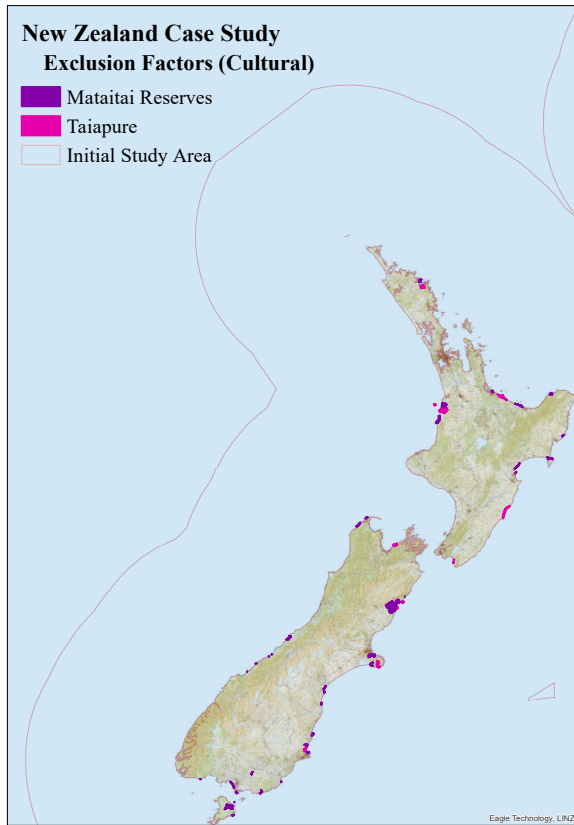 New Zealand Case Study
Exclusion Factors (Cultural)
Mataitai Reserves
Taiapure
Initial Study Area
Eagle Technology, LINZ